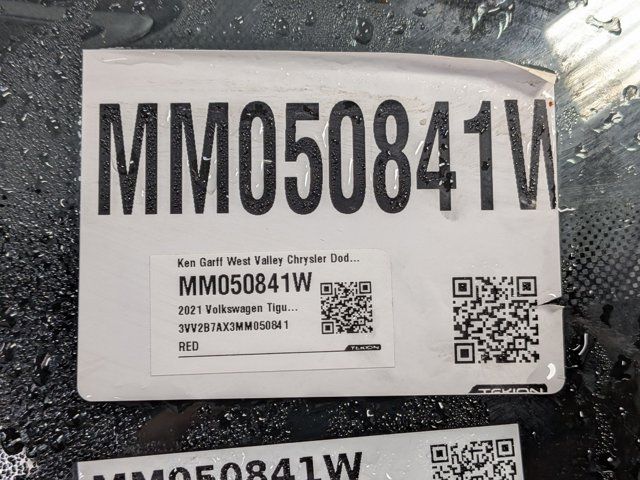 MM050841W
Ken Garff West Valley Chrysler Dod...
MM050841W
2021 Volkswagen Tigu...
3VV2B7AX3MM050841
RED
TEKION
TEKION
MM050841W